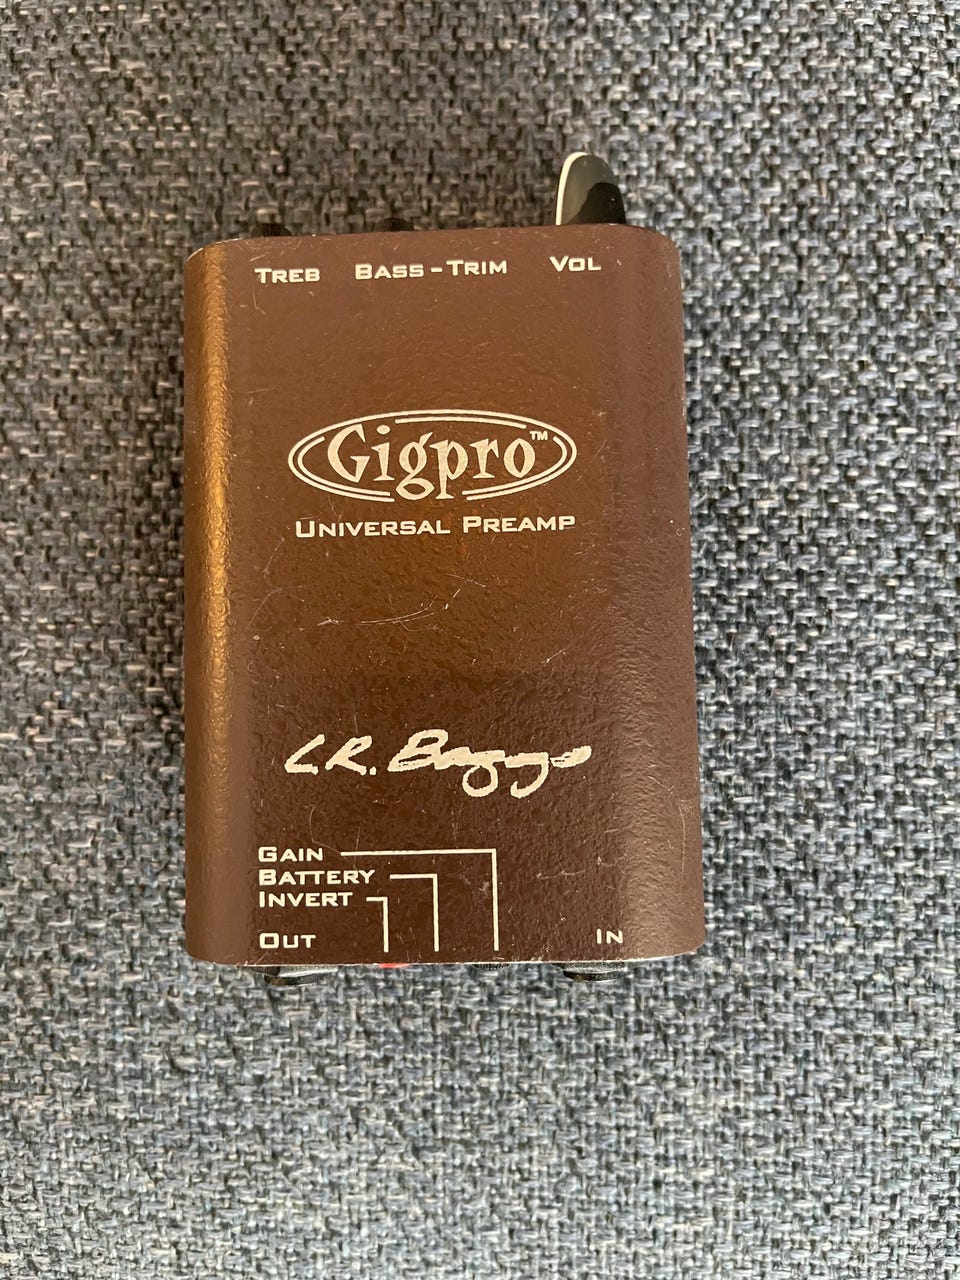 TREB BASS-TRIM VOL
Gigpro™
UNIVERSAL PREAMP
L.R. Baggs
GAIN
BATTERY
INVERT
OUT IN